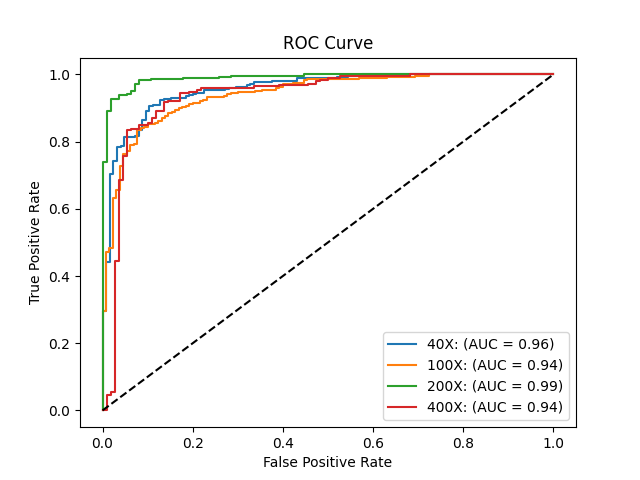 ROC Curve
True Positive Rate
1.0
0.8
0.6
0.4
0.2
0.0
40X: (AUC = 0.96)
100X: (AUC = 0.94)
200X: (AUC = 0.99)
400X: (AUC = 0.94)
0.0 0.2 0.4 0.6 0.8 1.0
False Positive Rate